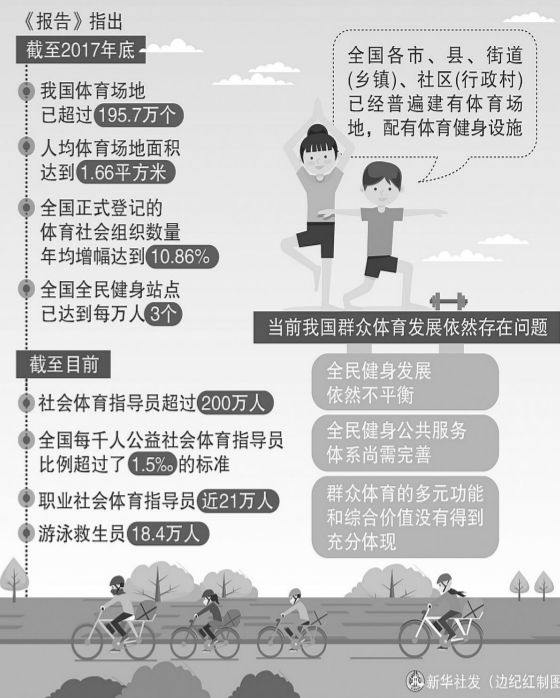 《报告》指出
截至2017年底
我国体育场地
已超过195.7万个
人均体育场地面积
达到1.66平方米
全国正式登记的
体育社会组织数量
年均增幅达到10.86%
全国全民健身站点
已达到每万人3个
截至目前
社会体育指导员超过200万人
全国每千人公益社会体育指导员
比例超过了1.5‰的标准
职业社会体育指导员近21万人
游泳救生员18.4万人
全国各市、县、街道
(乡镇)、社区(行政村)
已经普遍建有体育场
地，配有体育健身设施
当前我国群众体育发展依然存在问题
全民健身发展
依然不平衡
全民健身公共服务
体系尚需完善
群众体育的多元功能
和综合价值没有得到
充分体现
新华社发（边纪红制图